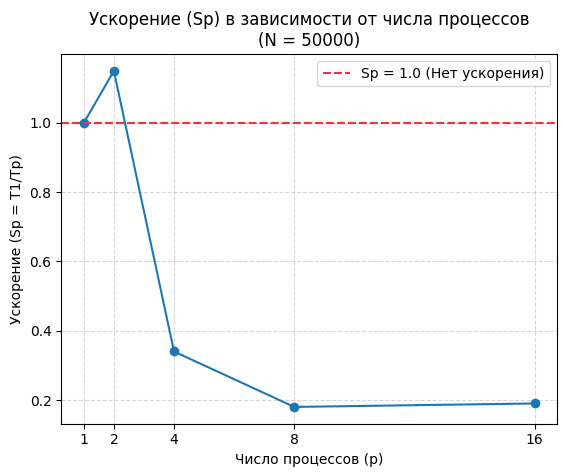 Ускорение (Sp) в зависимости от числа процессов
(N = 50000)
Sp = 1.0 (Нет ускорения)
Ускорение (Sp = T1/Tp)
1.0
0.8
0.6
0.4
0.2
1 2 4 8 16
Число процессов (p)